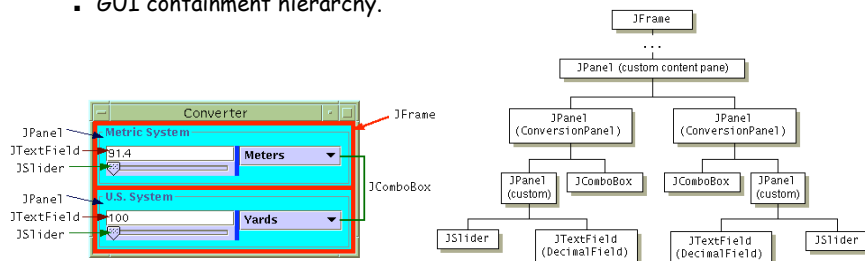 ▪ GUI containment hierarchy.
Converter
Metric System
91.4
Meters
U.S. System
100
Yards
JPanel
JTextField
JSlider
JPanel
JTextField
JSlider
JFrame
JComboBox
JFrame
...
JPanel (custom content pane)
JPanel
(ConversionPanel)
JPanel
(ConversionPanel)
JPanel
(custom)
JComboBox
JComboBox
JPanel
(custom)
JSlider
JTextField
(DecimalField)
JTextField
(DecimalField)
JSlider